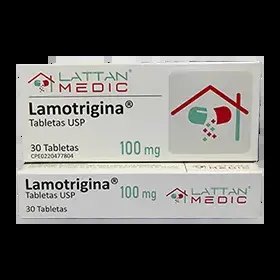 LATTAN
MEDIC
Lamotrigina®
Tabletas USP
30 Tabletas
CPE0220477804
100 mg
Lamotrigina®
Tabletas USP
100 mg
30 Tabletas
LATTAN
MEDIC